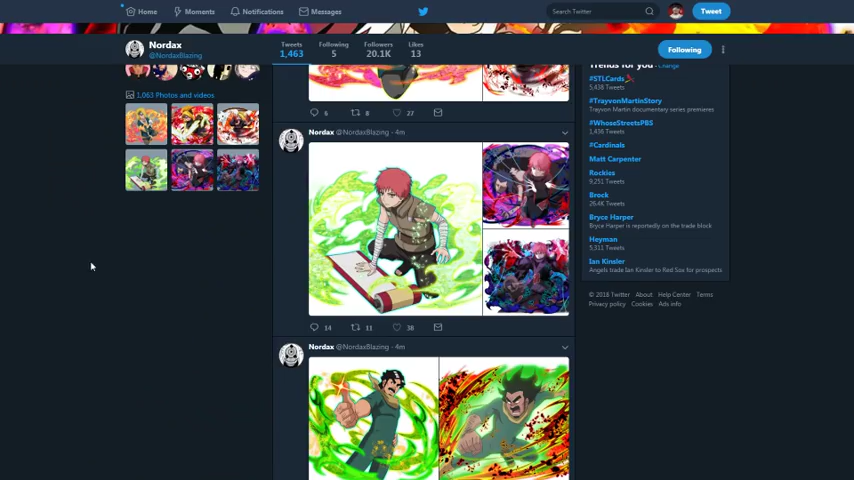 Home
Moments
Notifications
Messages
Search Twitter
Tweet
Nordax
@NordaxBlazing
Tweets
1,463
Following
5
Followers
20.1K
Likes
13
Following
1,063 Photos and videos
6
8
27
Nordax @NordaxBlazing · 4m
14
11
38
Nordax @NordaxBlazing · 4m
Trends for you · Change
#STLCards
5,438 Tweets
#TrayvonMartinStory
Trayvon Martin documentary series premieres
#WhoseStreetsPBS
1,436 Tweets
#Cardinals
Matt Carpenter
Rockies
9,251 Tweets
Brock
26.4K Tweets
Bryce Harper
Bryce Harper is reportedly on the trade block
Heyman
5,311 Tweets
Ian Kinsler
Angels trade Ian Kinsler to Red Sox for prospects
© 2018 Twitter About Help Center Terms
Privacy policy Cookies Ads info